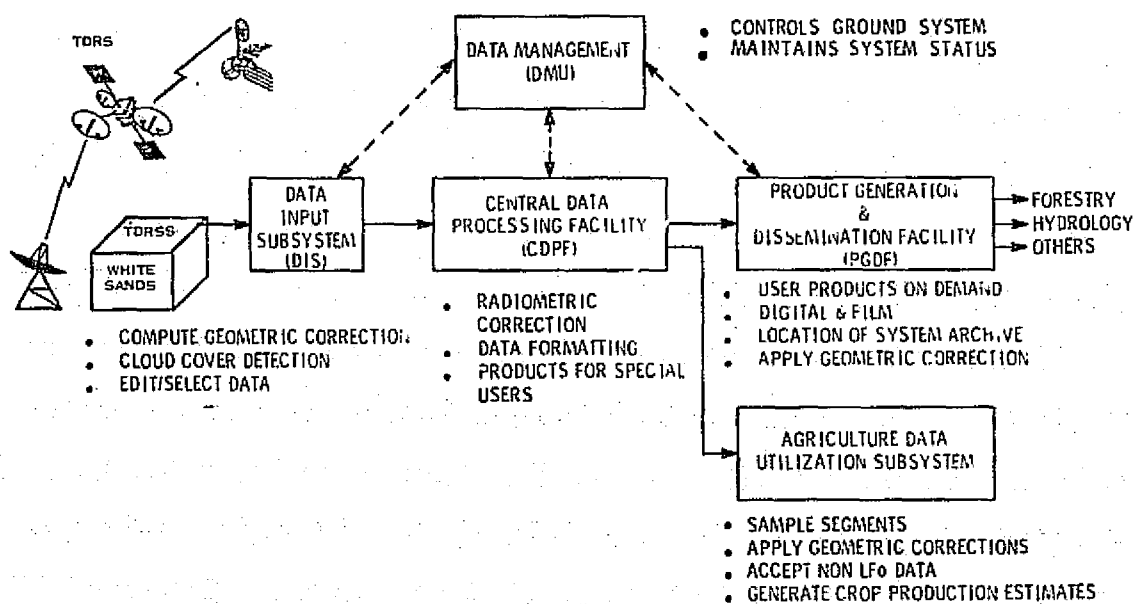 TDRS
DATA MANAGEMENT
(DMU)
• CONTROLS GROUND SYSTEM
• MAINTAINS SYSTEM STATUS
TDRSS
WHITE
SANDS
DATA
INPUT
SUBSYSTEM
(DIS)
CENTRAL DATA
PROCESSING FACILITY
(CDPF)
PRODUCT GENERATION
&
DISSEMINATION FACILITY
(PGDF)
FORESTRY
HYDROLOGY
OTHERS
• COMPUTE GEOMETRIC CORRECTION
• CLOUD COVER DETECTION
• EDIT/SELECT DATA
• RADIOMETRIC
CORRECTION
• DATA FORMATTING
• PRODUCTS FOR SPECIAL
USERS
• USER PRODUCTS ON DEMAND
• DIGITAL & FILM
• LOCATION OF SYSTEM ARCHIVE
• APPLY GEOMETRIC CORRECTION
AGRICULTURE DATA
UTILIZATION SUBSYSTEM
• SAMPLE SEGMENTS
• APPLY GEOMETRIC CORRECTIONS
• ACCEPT NON LFO DATA
• GENERATE CROP PRODUCTION ESTIMATES